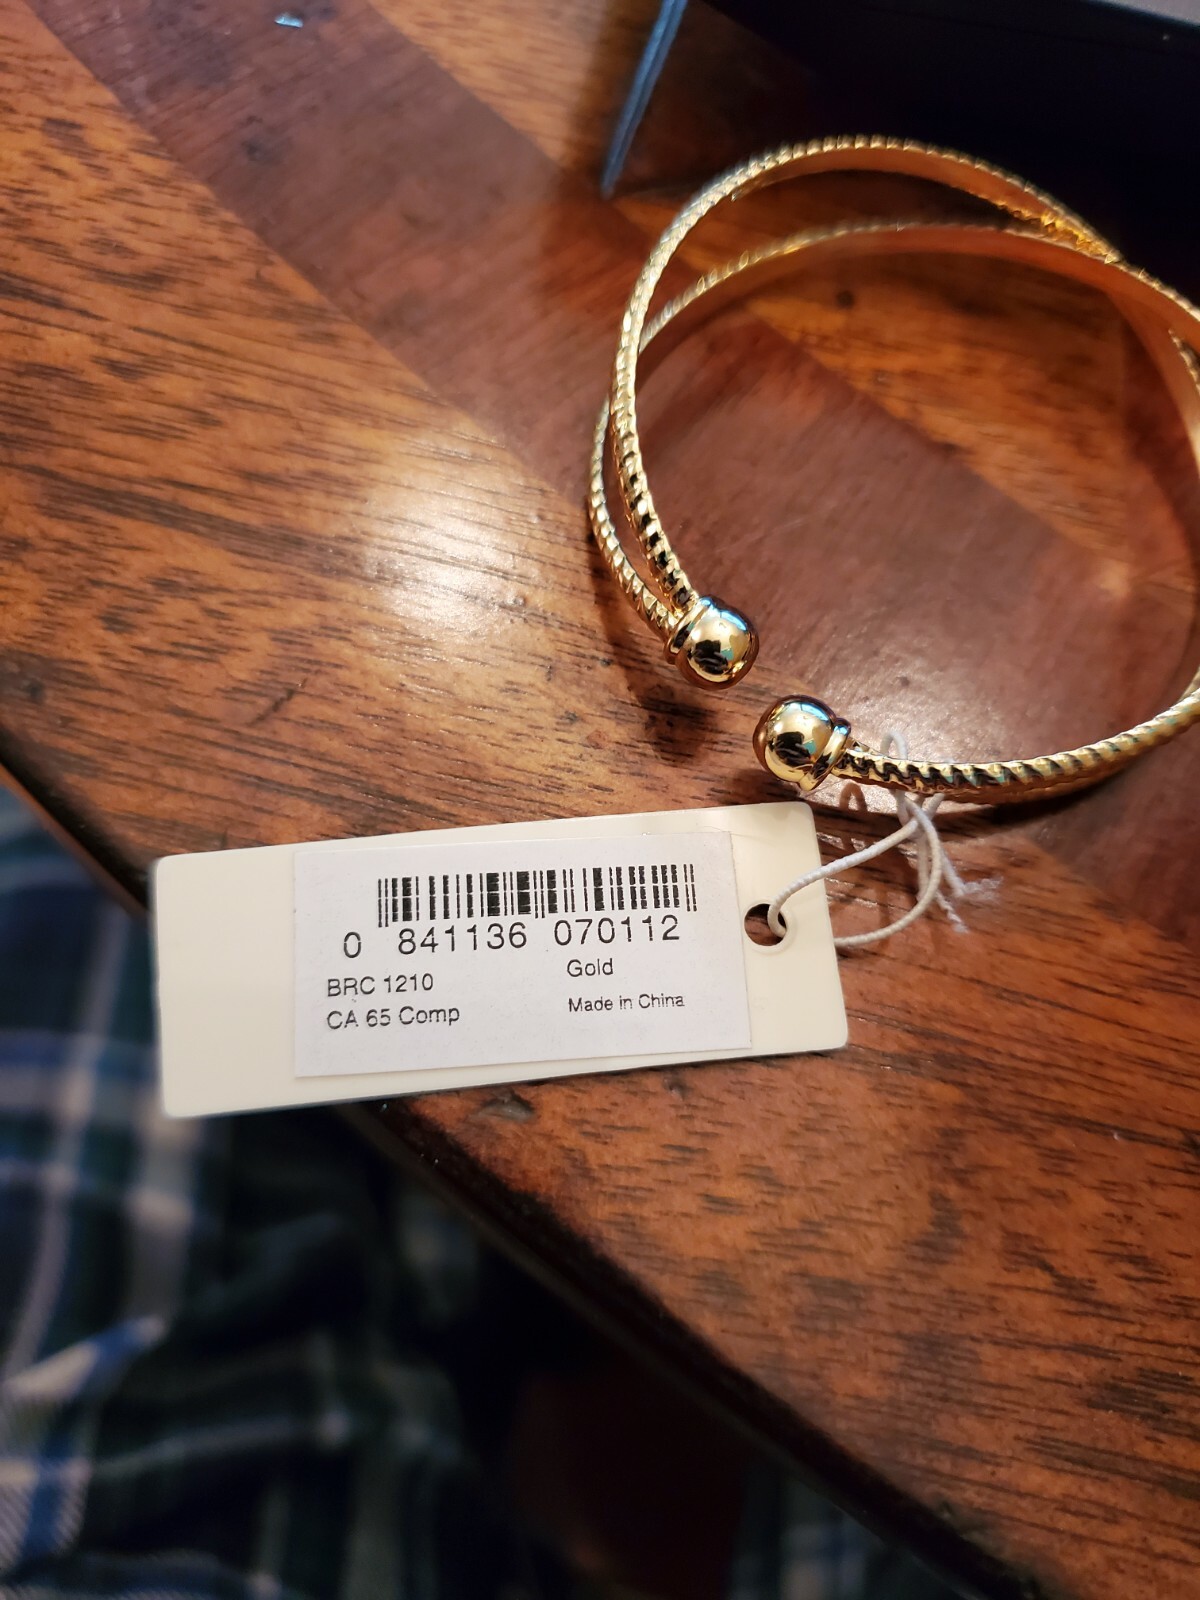 0 841136 070112
BRC 1210 Gold
CA 65 Comp Made in China